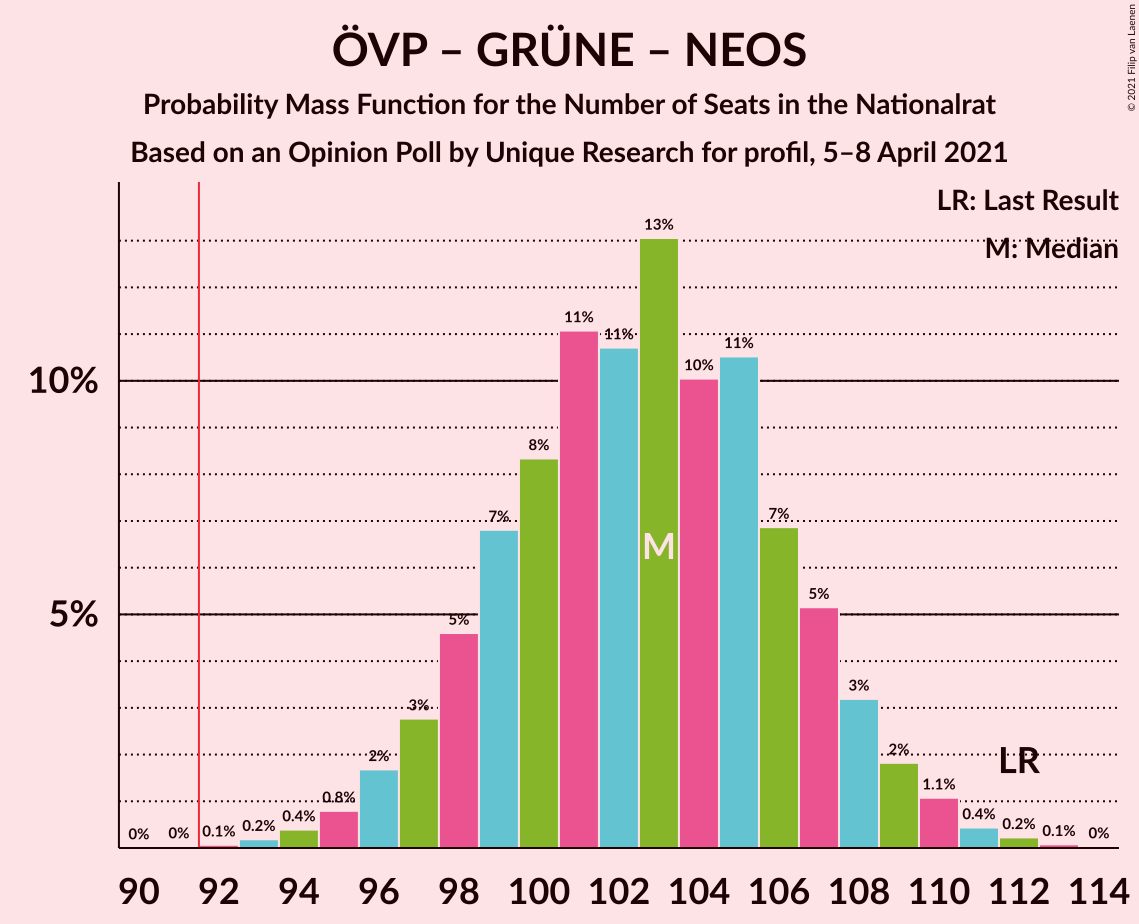 ÖVP – GRÜNE – NEOS
Probability Mass Function for the Number of Seats in the Nationalrat
Based on an Opinion Poll by Unique Research for profil, 5–8 April 2021
© 2021 Filip van Laenen
LR: Last Result
M: Median
10%
5%
0% 0% 0.1% 0.2% 0.4% 0.8% 2% 3% 5% 7% 8% 11% 11% 13% 10% 11% 7% 5% 3% 2% 1.1% 0.4% 0.2% 0.1% 0%
M
LR
90 92 94 96 98 100 102 104 106 108 110 112 114